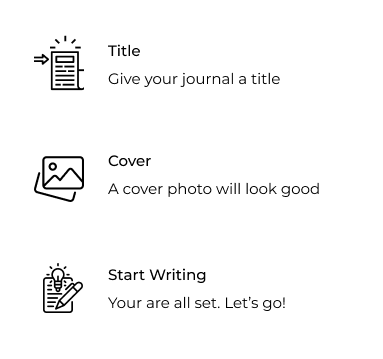 Title
Give your journal a title
Cover
A cover photo will look good
Start Writing
Your are all set. Let's go!